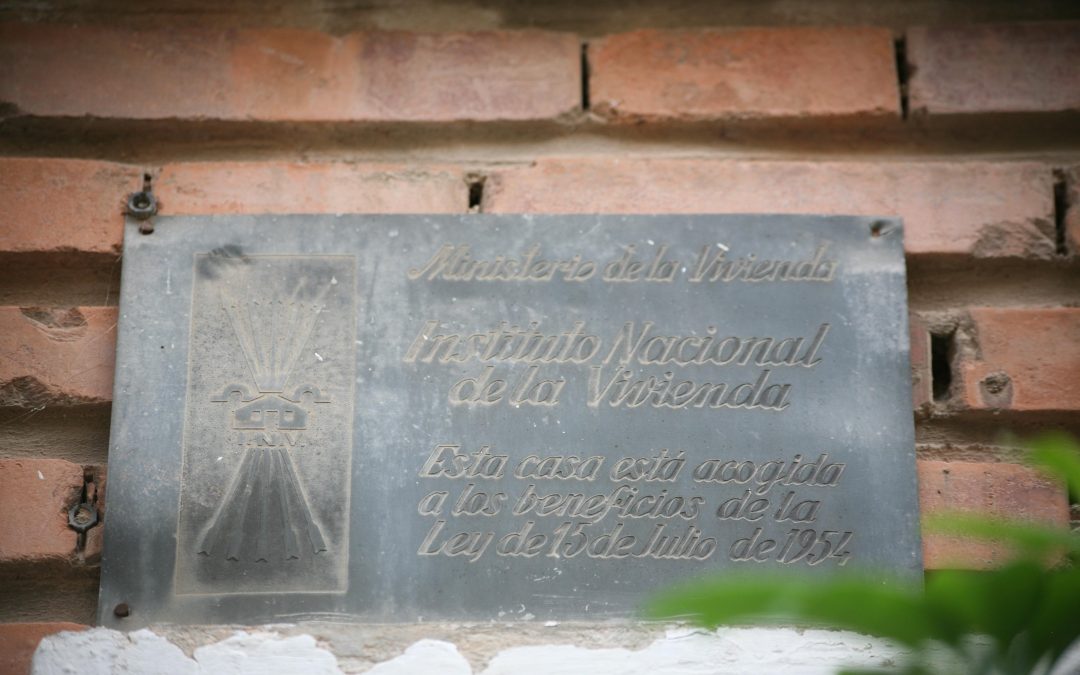 Ministerio de la Vivienda
Instituto Nacional
de la Vivienda
Esta casa está acogida
a los beneficios de la
Ley de 15 de Julio de 1954
I.N.V.